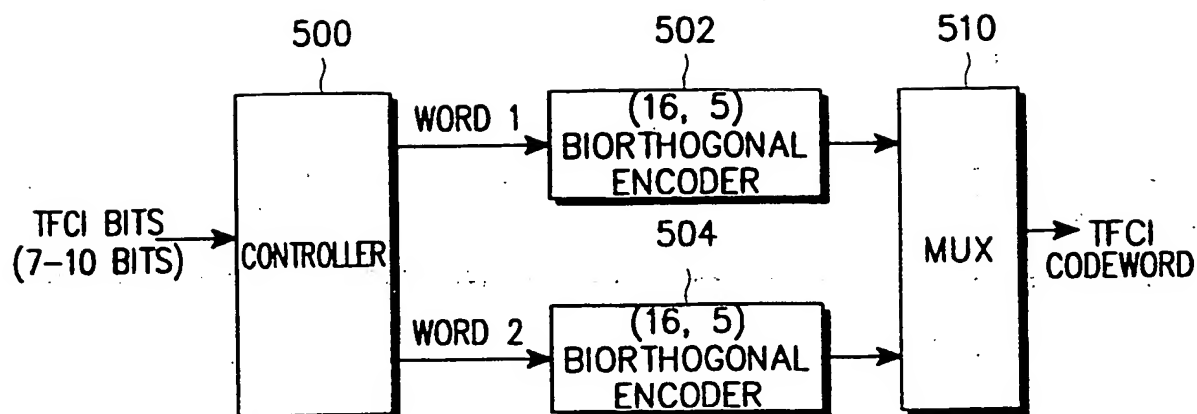 500
502
510
WORD 1
(16, 5)
BIORTHOGONAL
ENCODER
TFCI BITS
(7-10 BITS)
CONTROLLER
504
MUX
TFCI
CODEWORD
WORD 2
(16, 5)
BIORTHOGONAL
ENCODER